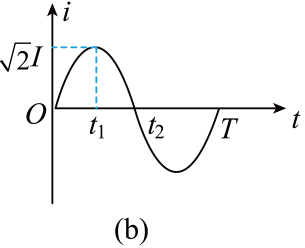 i
√2I
O t₁ t₂ T t
(b)